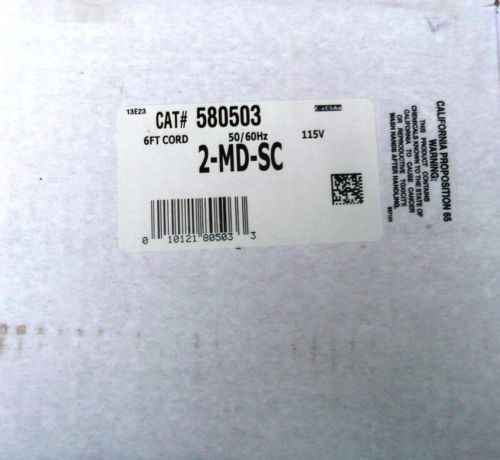 13E23
CAT# 580503
6FT CORD
50/60Hz
115V
2-MD-SC
0 10121 80503 3
CALIFORNIA PROPOSITION 65
WARNING:
THIS PRODUCT CONTAINS
CHEMICALS KNOWN TO THE STATE OF
CALIFORNIA TO CAUSE CANCER
OR REPRODUCTIVE TOXICITY.
WASH HANDS AFTER HANDLING.